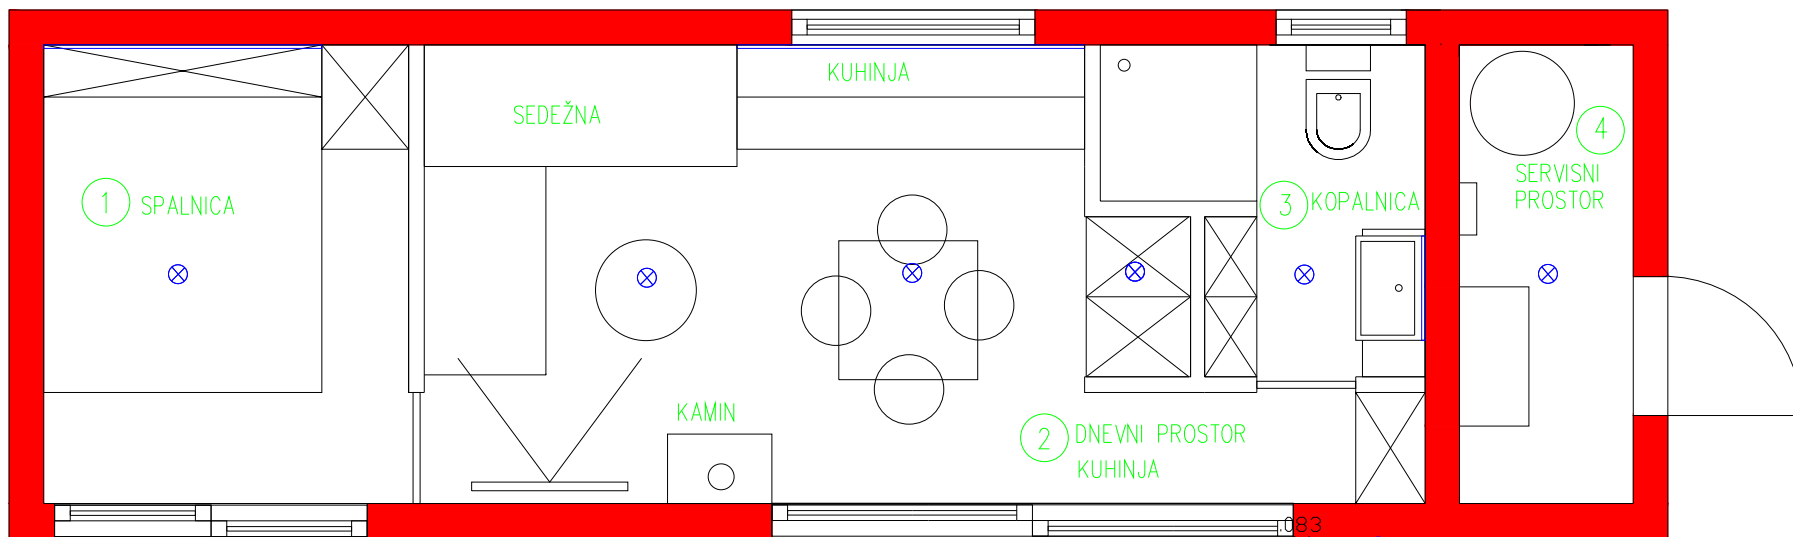 KUHINJA
SEDEŽNA
4
SERVISNI
PROSTOR
1 SPALNICA
3 KOPALNICA
KAMIN
2 DNEVNI PROSTOR
KUHINJA
.083